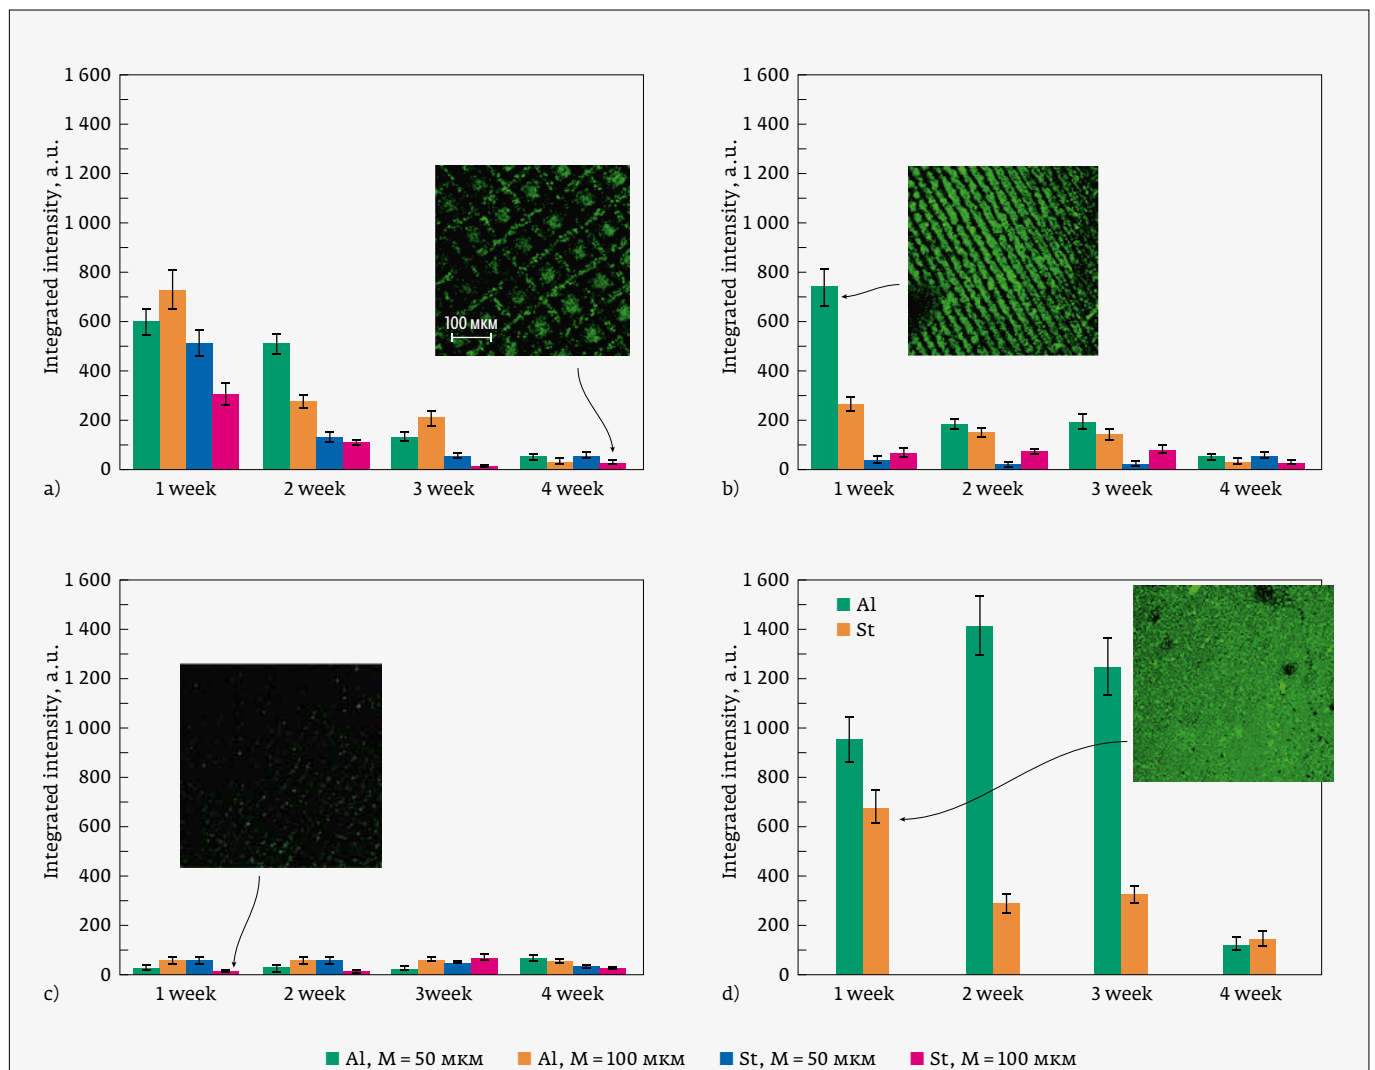 1 600
1 400
1 200
1 000
800
600
400
200
0
Integrated intensity, a.u.
100 мкм
a)
1 week
2 week
3 week
4 week
1 600
1 400
1 200
1 000
800
600
400
200
0
Integrated intensity, a.u.
b)
1 week
2 week
3 week
4 week
1 600
1 400
1 200
1 000
800
600
400
200
0
Integrated intensity, a.u.
c)
1 week
2 week
3week
4 week
1 600
1 400
1 200
1 000
800
600
400
200
0
Integrated intensity, a.u.
Al
St
d)
1 week
2 week
3 week
4 week
Al, M = 50 мкм
Al, M = 100 мкм
St, M = 50 мкм
St, M = 100 мкм